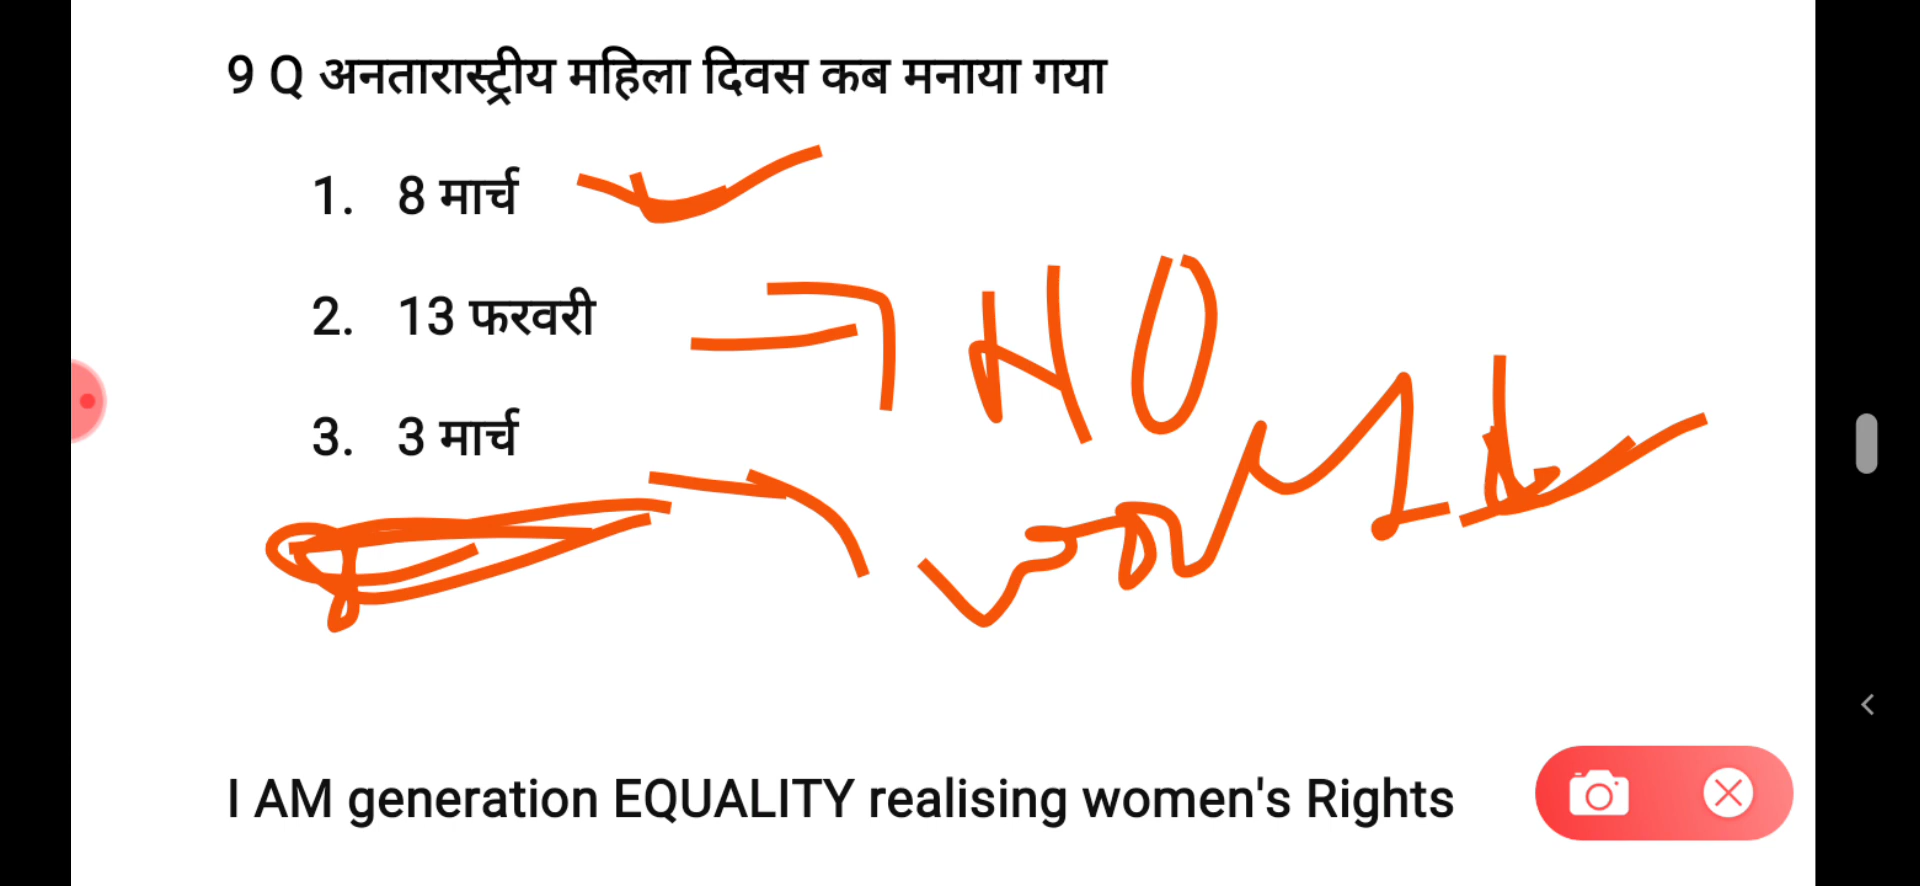 9 Q अनतारास्ट्रीय महिला दिवस कब मनाया गया
1. 8 मार्च
2. 13 फरवरी
3. 3 मार्च
I AM generation EQUALITY realising women's Rights